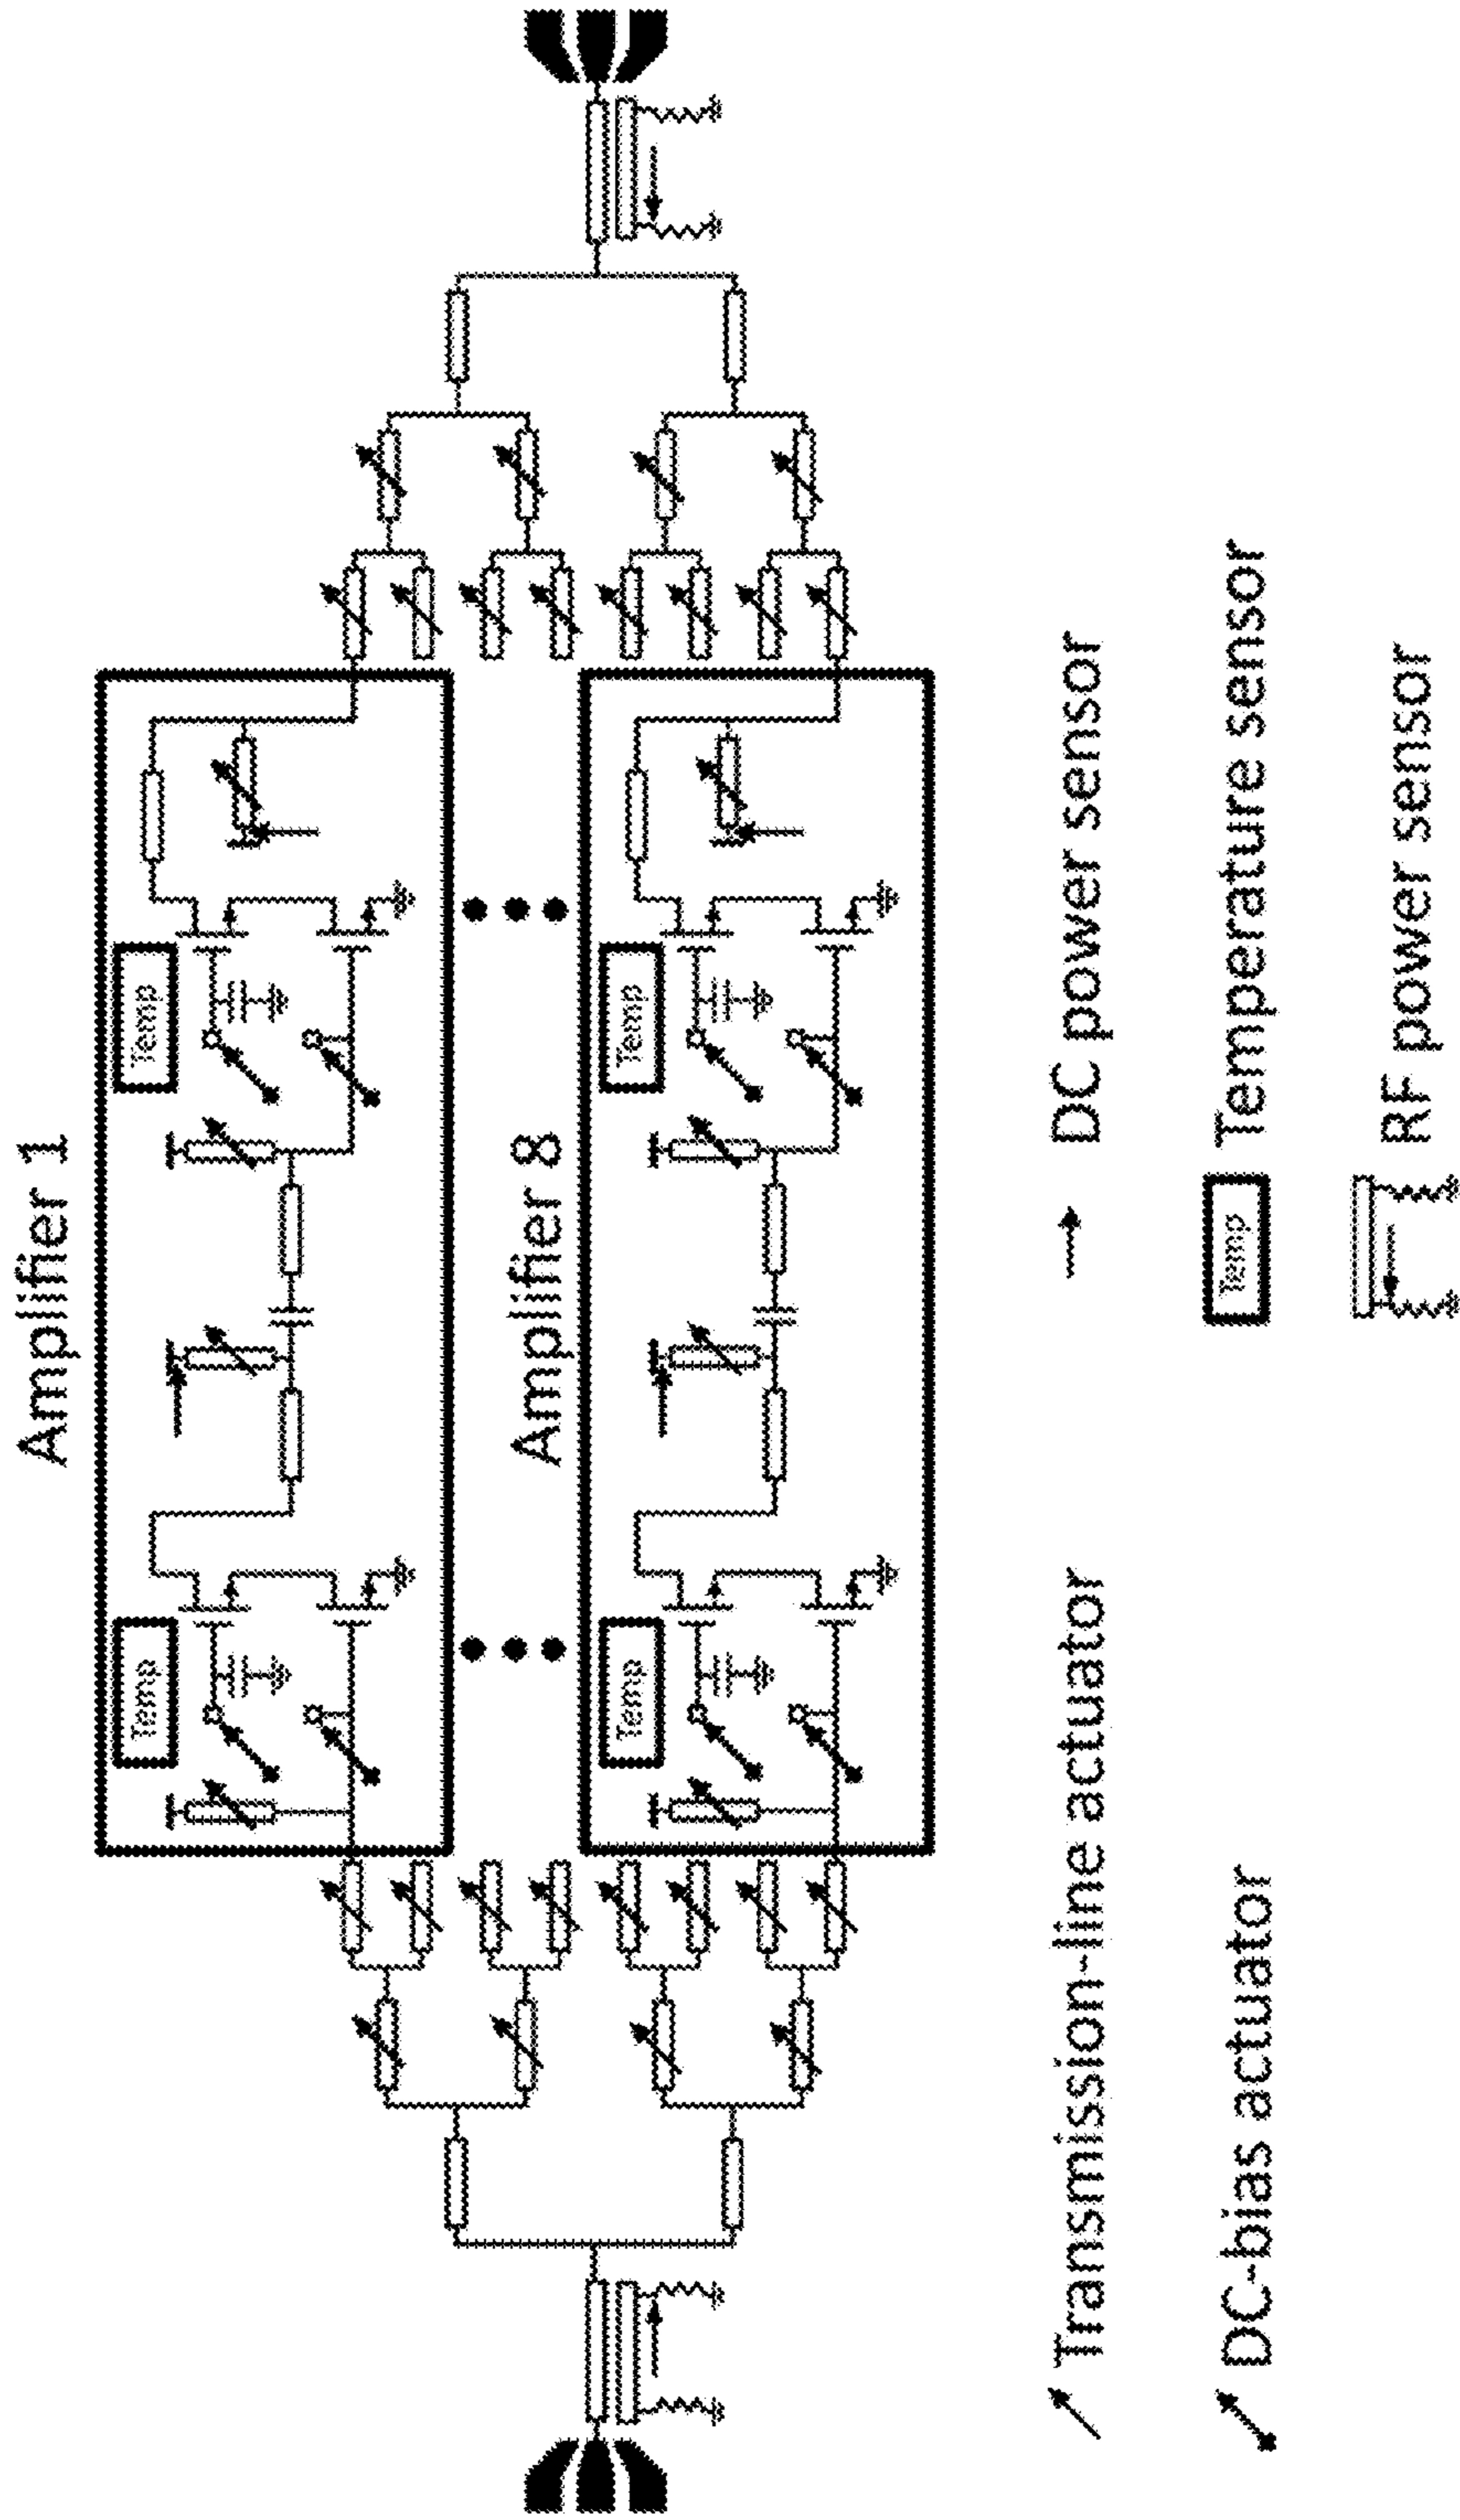 Amplifier 1
Temp
Temp
Amplifier 8
Temp
Temp
Transmission-line actuator
DC power sensor
DC-bias actuator
Temp
Temperature sensor
RF power sensor